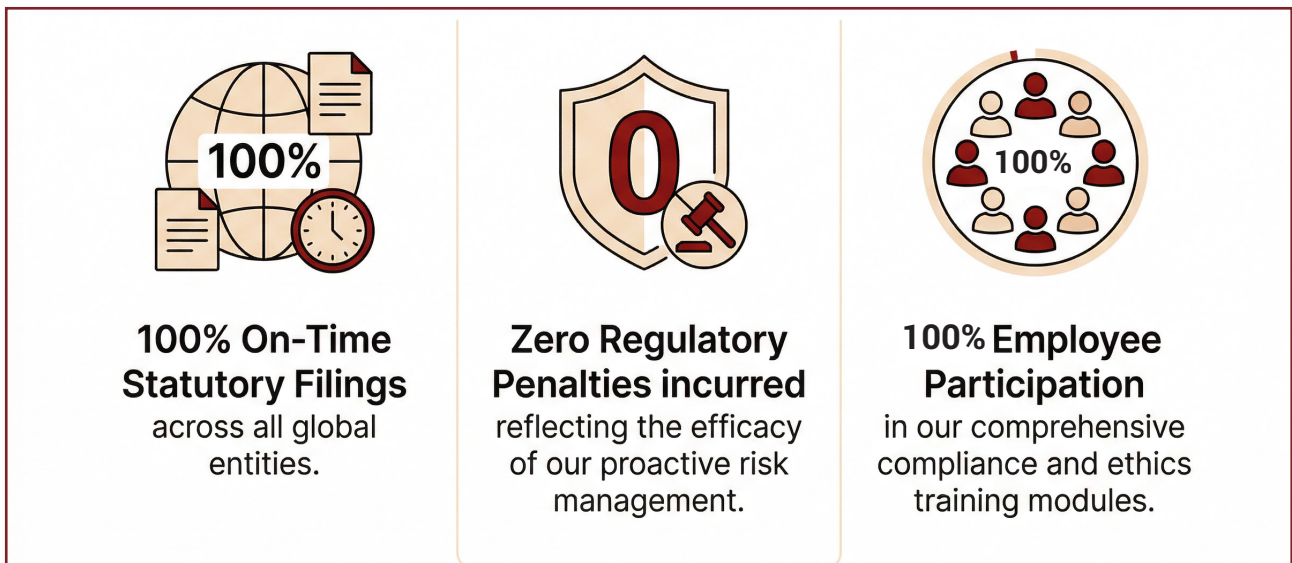 100%
100% On-Time
Statutory Filings
across all global
entities.
0
Zero Regulatory
Penalties incurred
reflecting the efficacy
of our proactive risk
management.
100%
100% Employee
Participation
in our comprehensive
compliance and ethics
training modules.